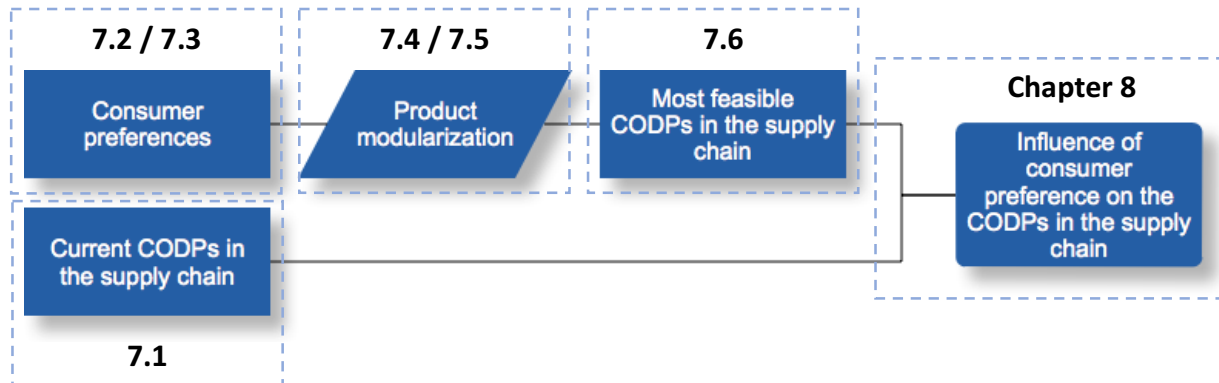 7.2 / 7.3
Consumer
preferences
7.4 / 7.5
Product
modularization
7.6
Most feasible
CODPs in the supply
chain
Chapter 8
Influence of
consumer
preference on the
CODPs in the supply
chain
Current CODPs in
the supply chain
7.1